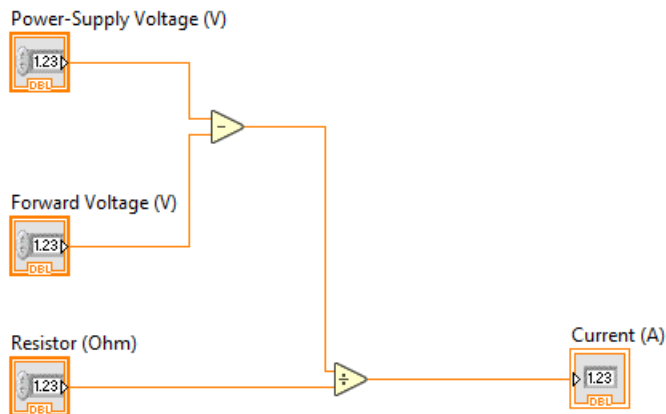 Power-Supply Voltage (V)
1.23
DBL
-
Forward Voltage (V)
1.23
DBL
Resistor (Ohm)
1.23
DBL
÷
Current (A)
1.23
DBL